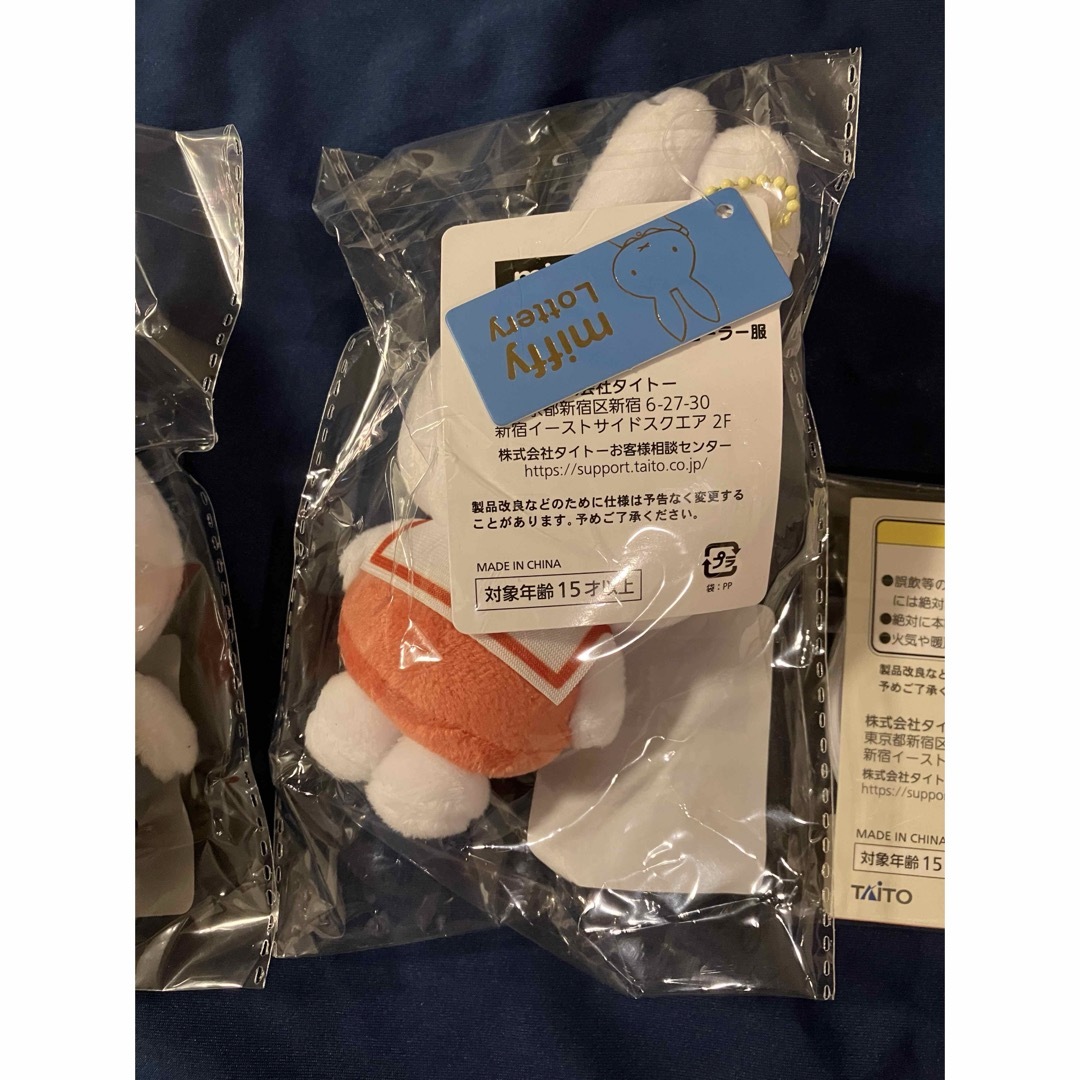 miffy
Lottery
ーラー服
会社タイトー
京都新宿区新宿 6-27-30
新宿イーストサイドスクエア 2F
株式会社タイトーお客様相談センター
https://support.taito.co.jp/
製品改良などのために仕様は予告なく変更する
ことがあります。予めご了承ください。
MADE IN CHINA
対象年齢 15 才以上
プラ
袋：PP
●誤飲等の
には絶対
●絶対に本
●火気や暖
製品改良など
予めご了承く
株式会社タイト
東京都新宿区
新宿イースト
株式会社タイト
https://suppo
MADE IN CHINA
対象年齢 15
TAITO